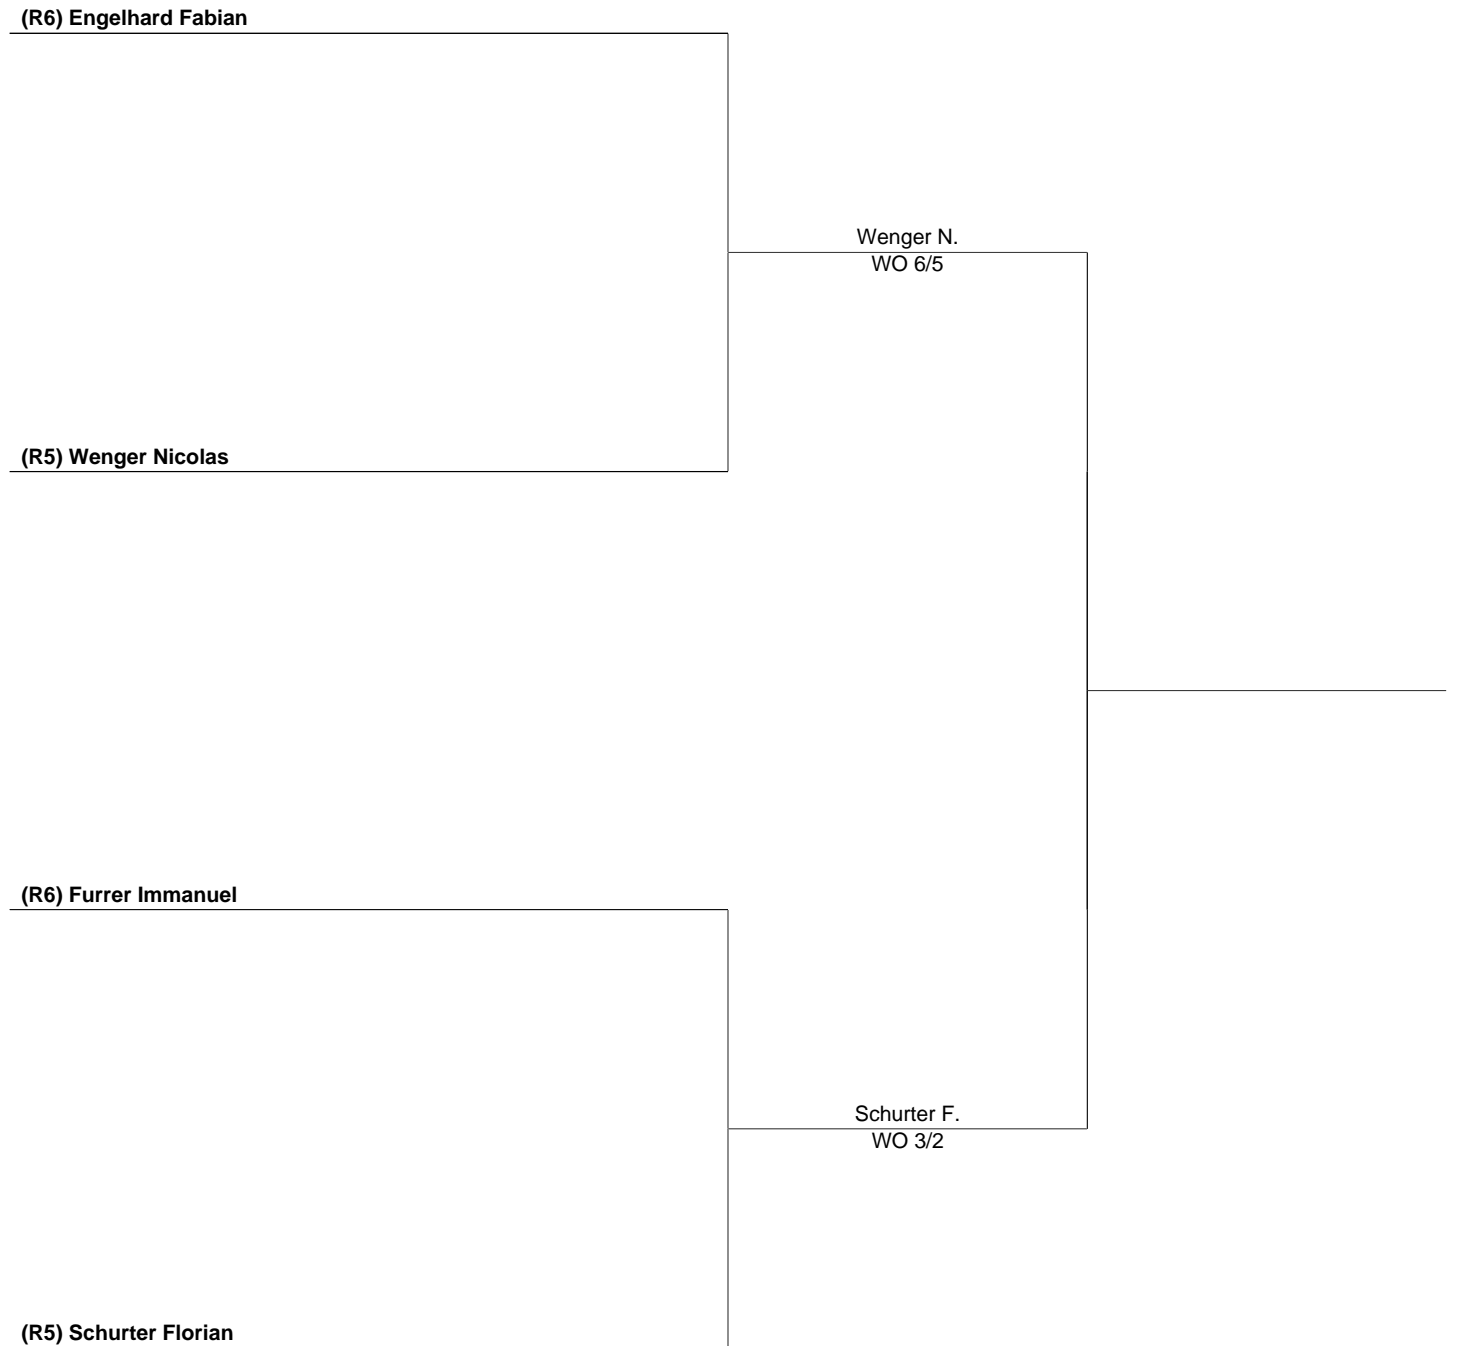 (R6) Engelhard Fabian
Wenger N.
WO 6/5
(R5) Wenger Nicolas
(R6) Furrer Immanuel
Schurter F.
WO 3/2
(R5) Schurter Florian